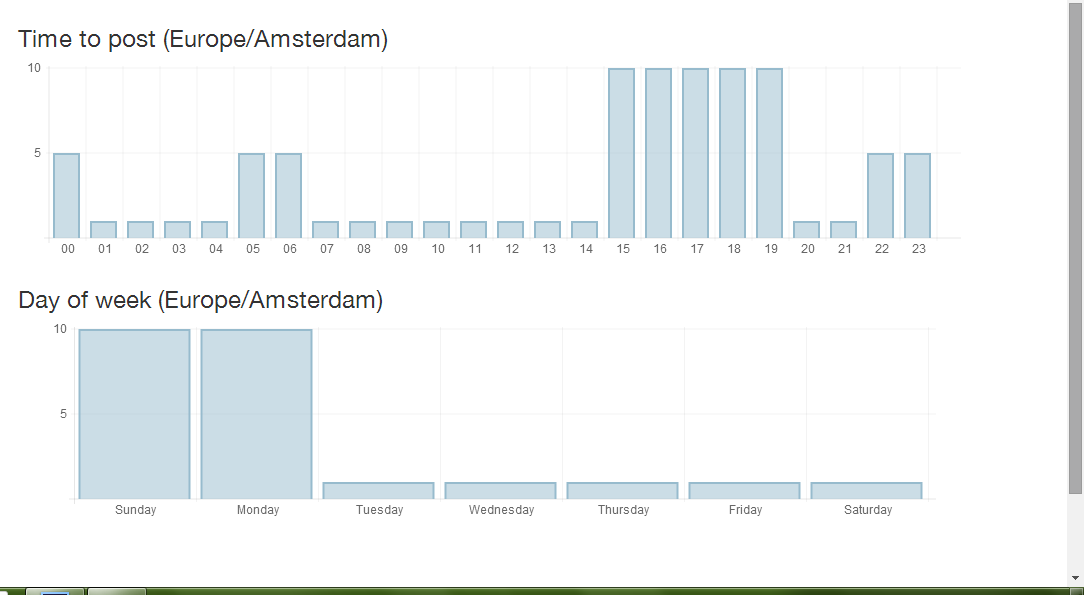 Time to post (Europe/Amsterdam)
10
5
00 01 02 03 04 05 06 07 08 09 10 11 12 13 14 15 16 17 18 19 20 21 22 23
Day of week (Europe/Amsterdam)
10
5
Sunday Monday Tuesday Wednesday Thursday Friday Saturday